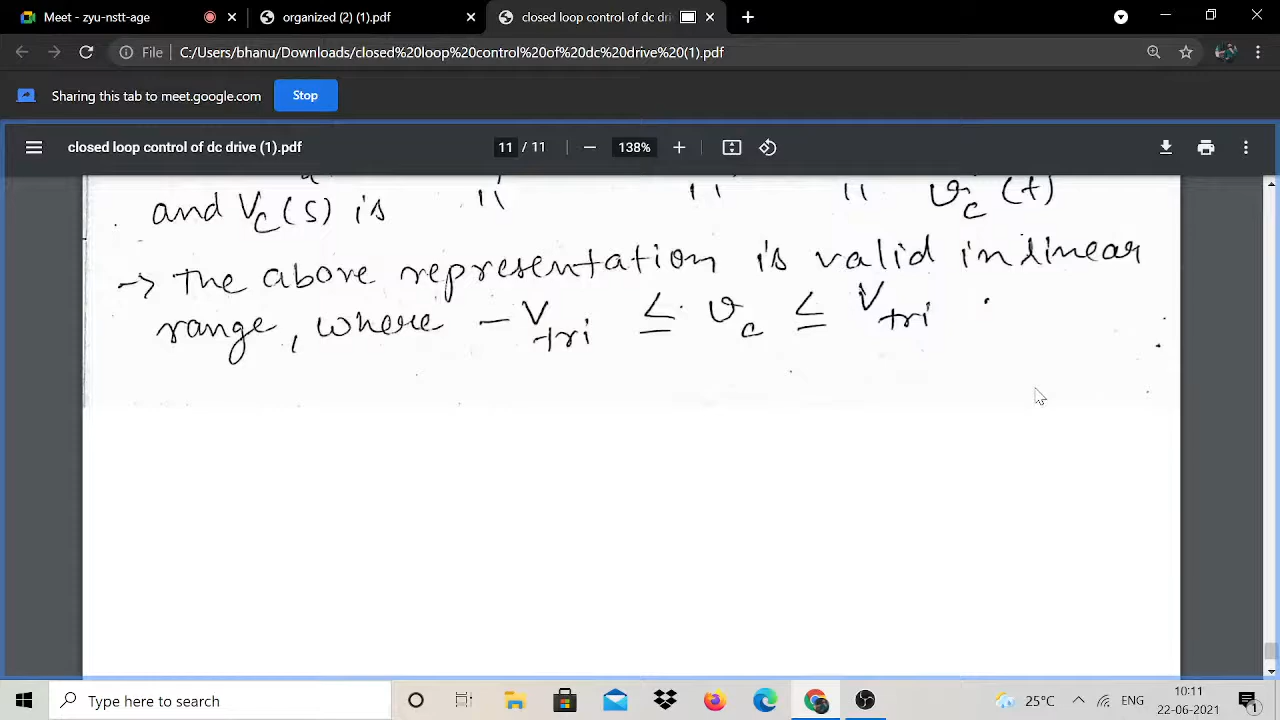 Meet - zyu-nstt-age
organized (2) (1).pdf
closed loop control of dc dri
File C:/Users/bhanu/Downloads/closed%20loop%20control%20of%20dc%20drive%20(1).pdf
Sharing this tab to meet.google.com Stop
closed loop control of dc drive (1).pdf 11 / 11 138%
and Vc(s) is " " " vc(t)
→ The above representation is valid in linear
range, where - Vtri ≤ vc ≤ Vtri .
Type here to search
25°C ENG 10:11
22-06-2021
1